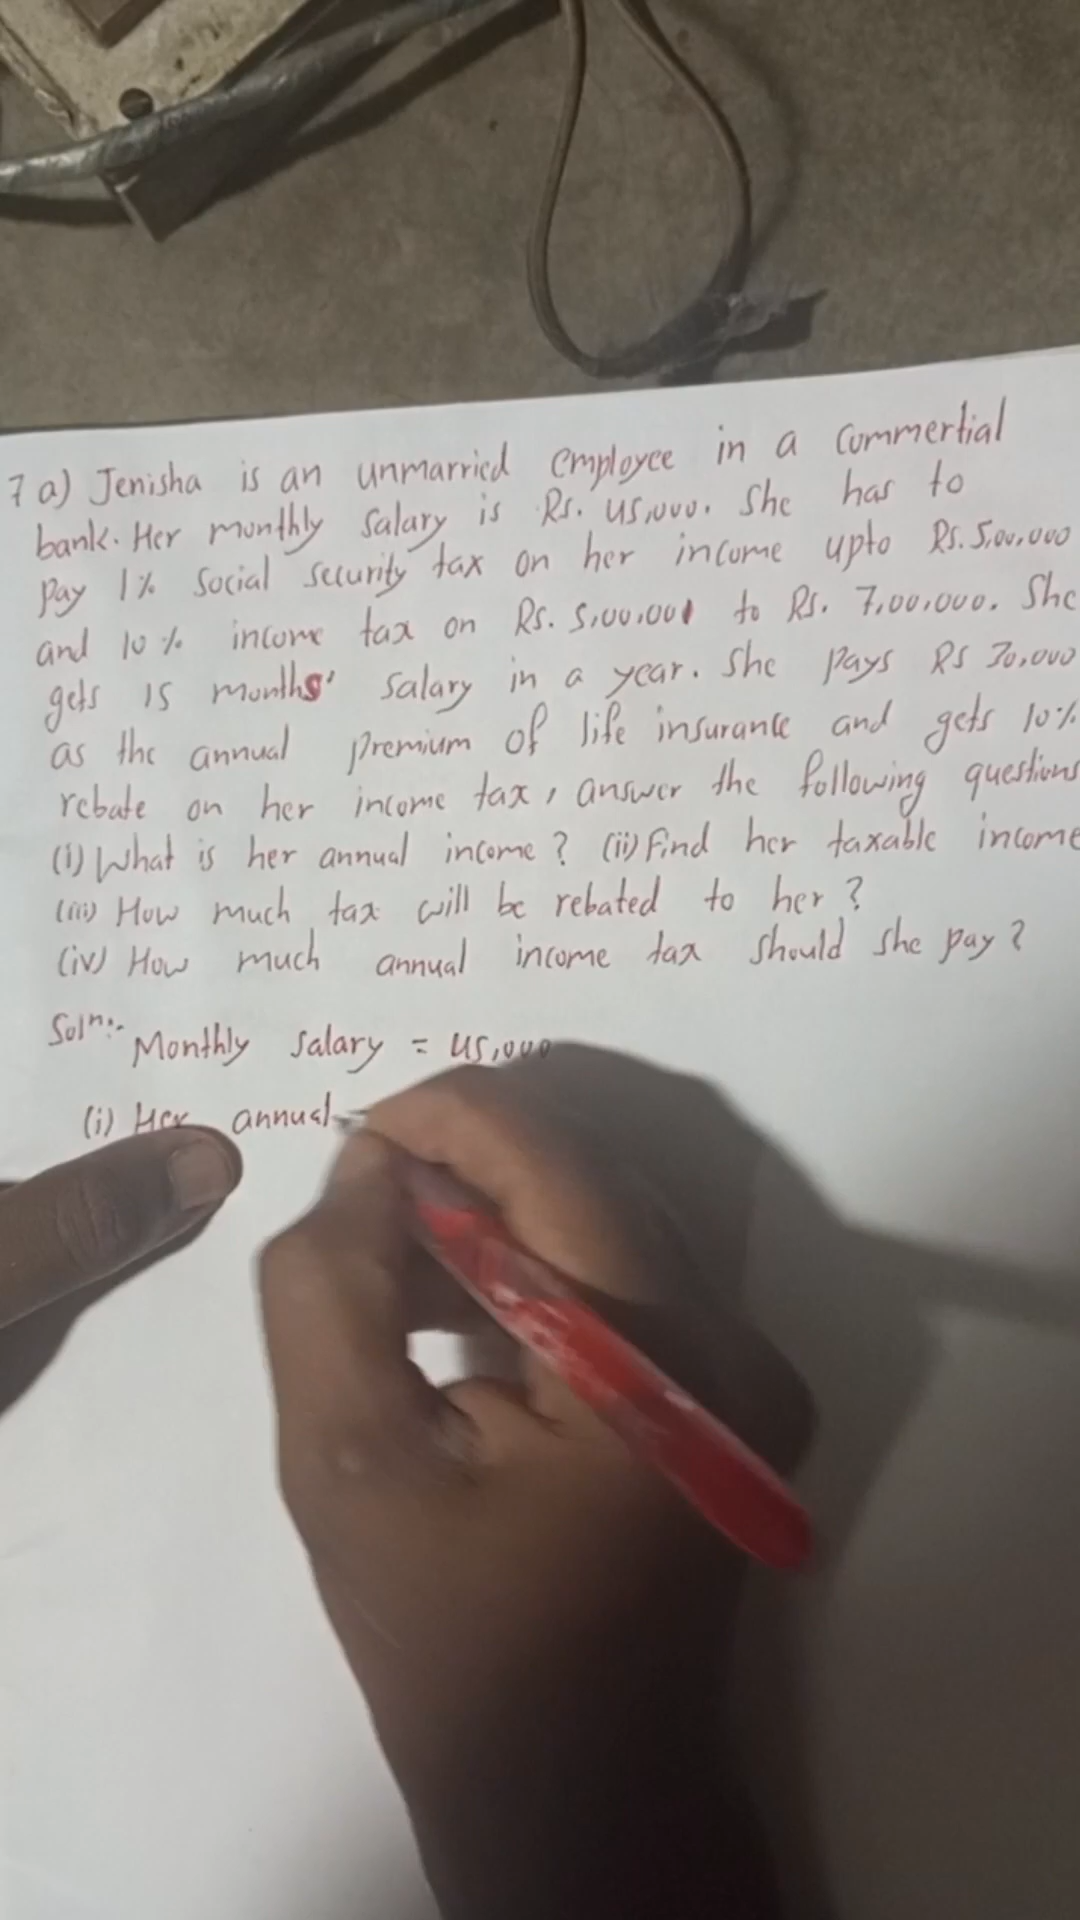 7 a) Jenisha is an unmarried employee in a commertial
bank. Her monthly salary is Rs. 45,000. She has to
pay 1% social security tax on her income upto Rs. 5,00,000
and 10% income tax on Rs. 5,00,001 to Rs. 7,00,000. She
gets 15 months' salary in a year. She pays Rs 30,000
as the annual premium of life insurance and gets 10%
rebate on her income tax, answer the following questions
(i) What is her annual income? (ii) Find her taxable income
(iii) How much tax will be rebated to her?
(iv) How much annual income tax should she pay?
Solⁿ:-
Monthly salary = 45,000
(i) Her annual